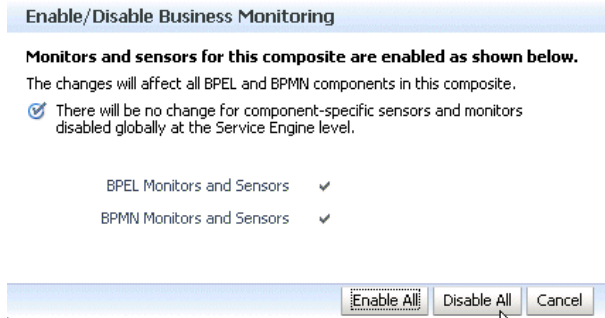 Enable/Disable Business Monitoring
Monitors and sensors for this composite are enabled as shown below.
The changes will affect all BPEL and BPMN components in this composite.
There will be no change for component-specific sensors and monitors
disabled globally at the Service Engine level.
BPEL Monitors and Sensors
BPMN Monitors and Sensors
Enable All Disable All Cancel